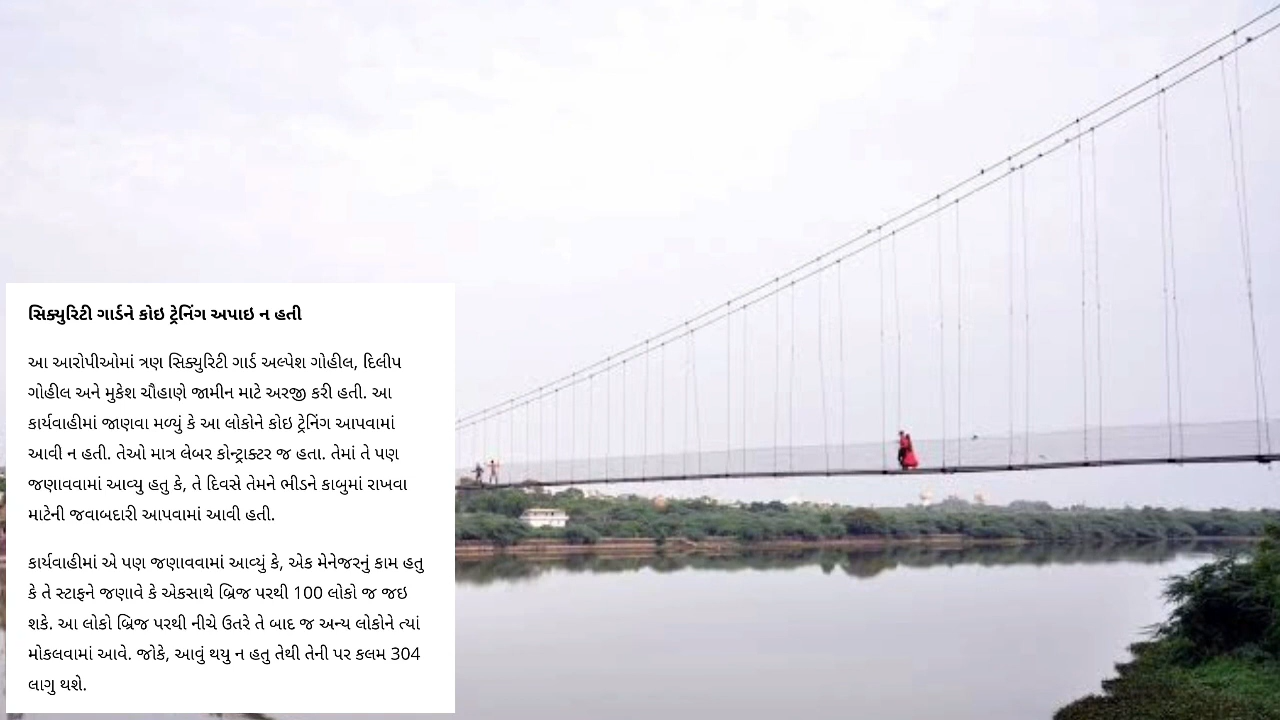 સિક્યુરિટી ગાર્ડને કોઇ ટ્રેનિંગ અપાઇ ન હતી
આ આરોપીઓમાં ત્રણ સિક્યુરિટી ગાર્ડ અલ્પેશ ગોહીલ, દિલીપ
ગોહીલ અને મુકેશ ચૌહાણે જામીન માટે અરજી કરી હતી. આ
કાર્યવાહીમાં જાણવા મળ્યું કે આ લોકોને કોઇ ટ્રેનિંગ આપવામાં
આવી ન હતી. તેઓ માત્ર લેબર કોન્ટ્રાક્ટર જ હતા. તેમાં તે પણ
જણાવવામાં આવ્યુ હતુ કે, તે દિવસે તેમને ભીડને કાબુમાં રાખવા
માટેની જવાબદારી આપવામાં આવી હતી.
કાર્યવાહીમાં એ પણ જણાવવામાં આવ્યું કે, એક મેનેજરનું કામ હતુ
કે તે સ્ટાફને જણાવે કે એકસાથે બ્રિજ પરથી 100 લોકો જ જઇ
શકે. આ લોકો બ્રિજ પરથી નીચે ઉતરે તે બાદ જ અન્ય લોકોને ત્યાં
મોકલવામાં આવે. જોકે, આવું થયુ ન હતુ તેથી તેની પર કલમ 304
લાગુ થશે.